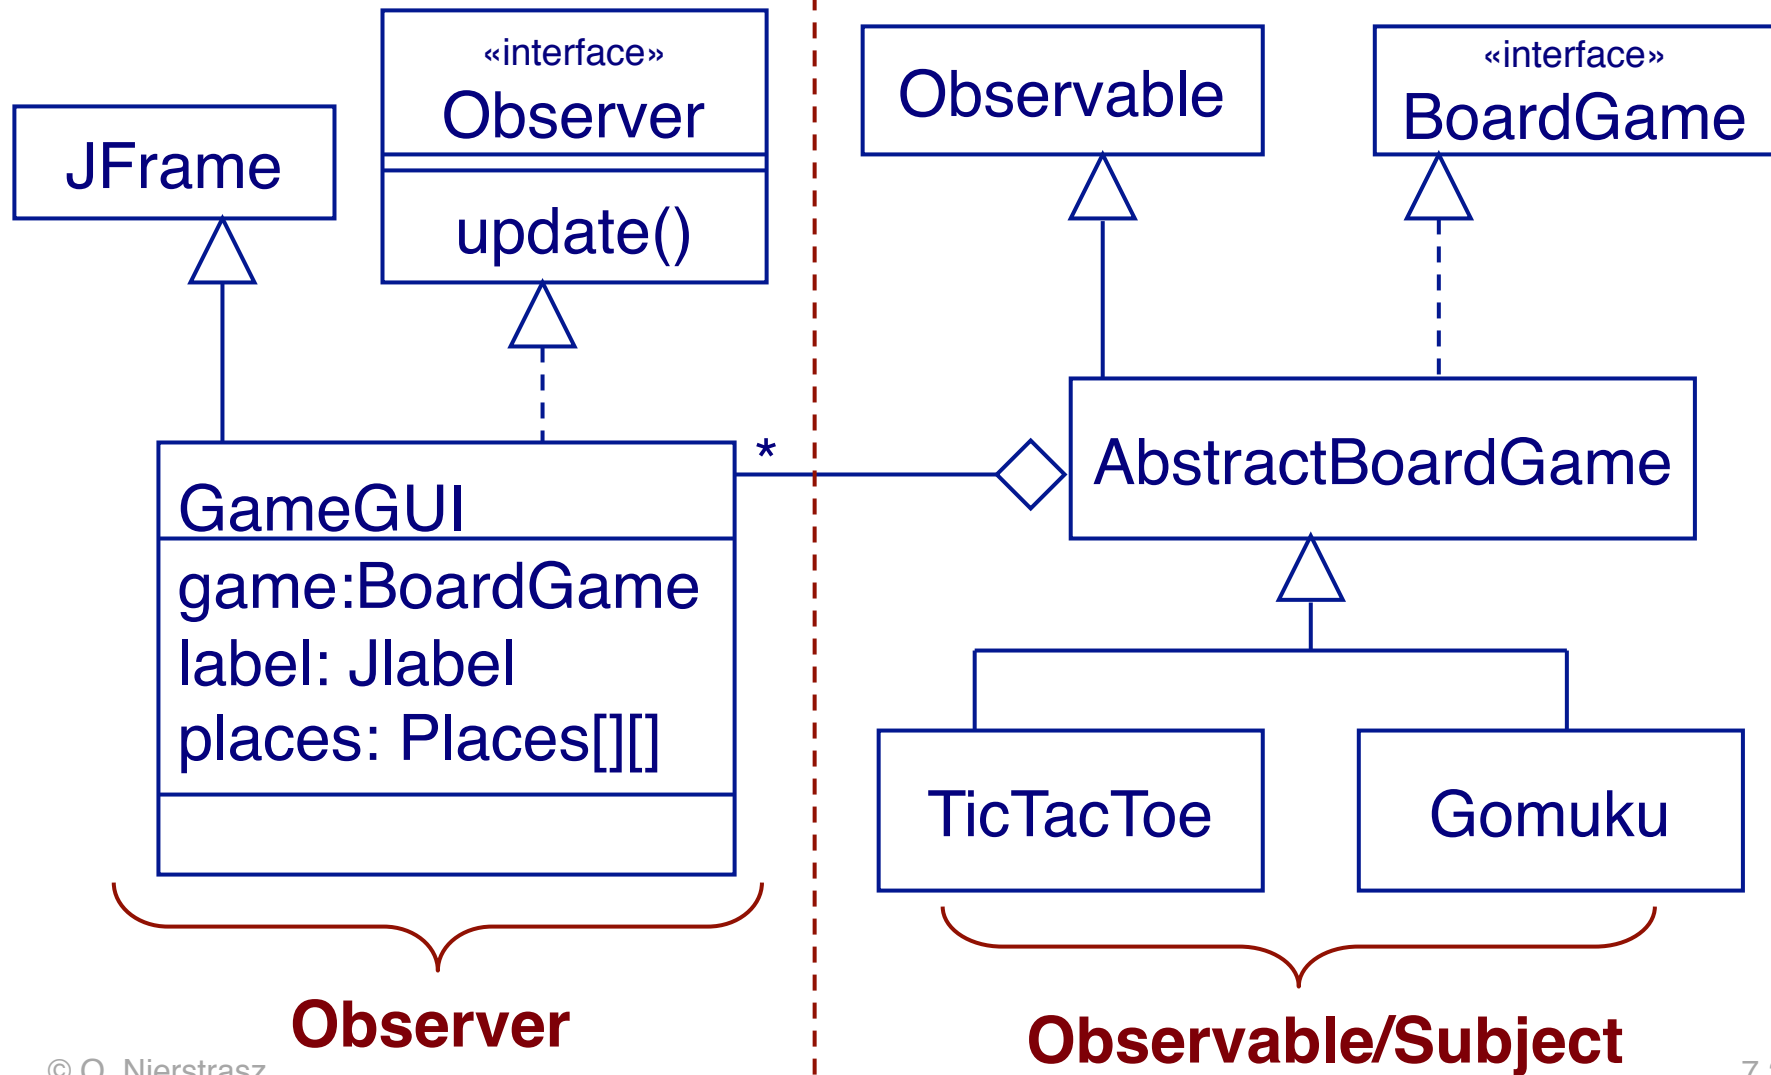 JFrame
«interface»
Observer
update()
GameGUI
game:BoardGame
label: Jlabel
places: Places[][]
Observer
*
Observable
«interface»
BoardGame
AbstractBoardGame
TicTacToe
Gomuku
Observable/Subject
© O. Nierstrasz